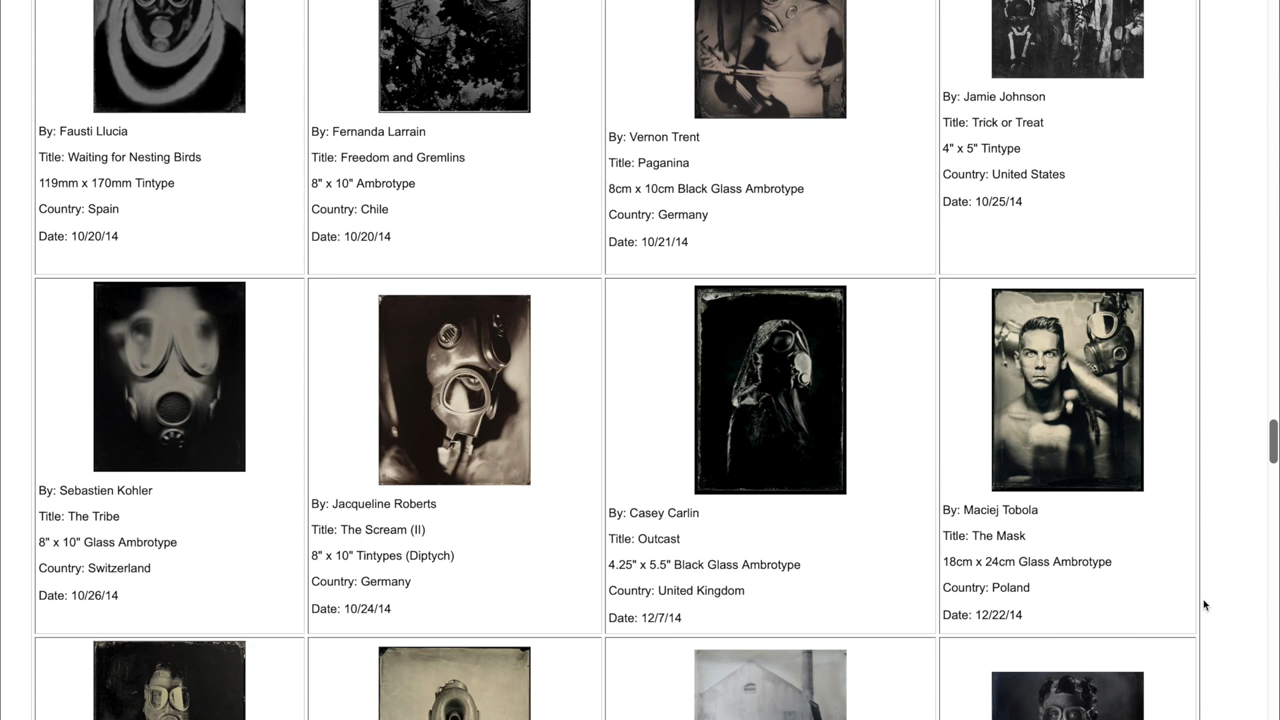 By: Fausti Llucia
Title: Waiting for Nesting Birds
119mm x 170mm Tintype
Country: Spain
Date: 10/20/14
By: Fernanda Larrain
Title: Freedom and Gremlins
8" x 10" Ambrotype
Country: Chile
Date: 10/20/14
By: Vernon Trent
Title: Paganina
8cm x 10cm Black Glass Ambrotype
Country: Germany
Date: 10/21/14
By: Jamie Johnson
Title: Trick or Treat
4" x 5" Tintype
Country: United States
Date: 10/25/14
By: Sebastien Kohler
Title: The Tribe
8" x 10" Glass Ambrotype
Country: Switzerland
Date: 10/26/14
By: Jacqueline Roberts
Title: The Scream (II)
8" x 10" Tintypes (Diptych)
Country: Germany
Date: 10/24/14
By: Casey Carlin
Title: Outcast
4.25" x 5.5" Black Glass Ambrotype
Country: United Kingdom
Date: 12/7/14
By: Maciej Tobola
Title: The Mask
18cm x 24cm Glass Ambrotype
Country: Poland
Date: 12/22/14